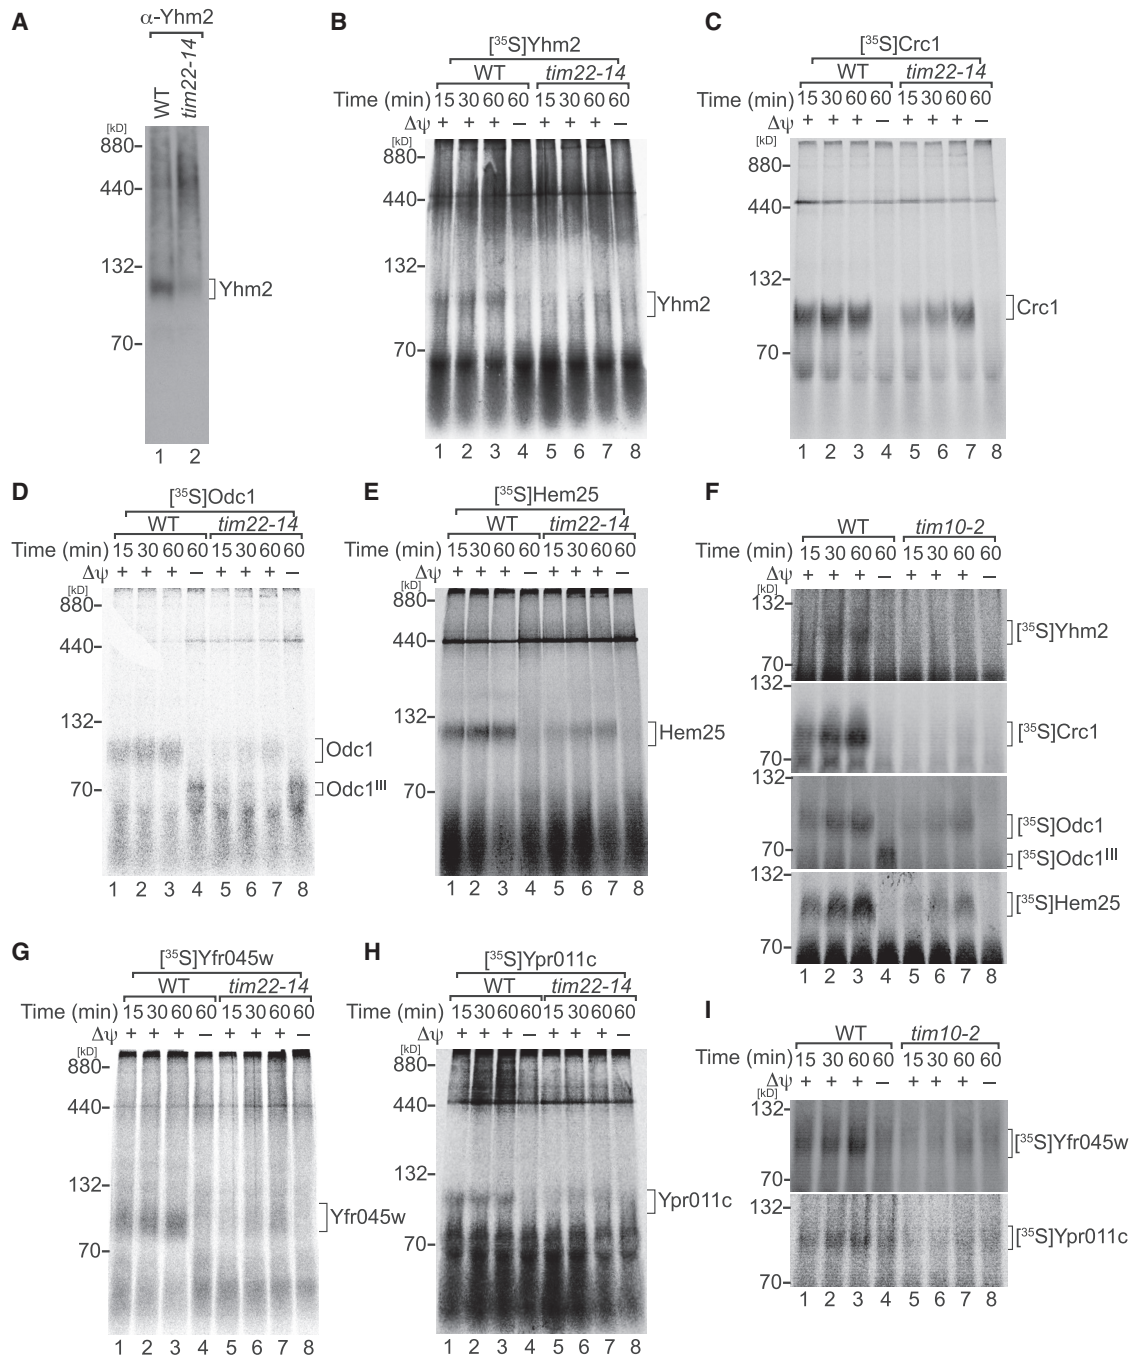 A
α-Yhm2
WT
tim22-14
[kD]
880
440
132
70
Yhm2
1 2
B
[35S]Yhm2
WT tim22-14
Time (min) 15 30 60 60 15 30 60 60
Δψ + + + – + + + –
[kD]
880
440
132
70
Yhm2
1 2 3 4 5 6 7 8
C
[35S]Crc1
WT tim22-14
Time (min) 15 30 60 60 15 30 60 60
Δψ + + + – + + + –
[kD]
880
440
132
70
Crc1
1 2 3 4 5 6 7 8
D
[35S]Odc1
WT tim22-14
Time (min) 15 30 60 60 15 30 60 60
Δψ + + + – + + + –
[kD]
880
440
132
70
Odc1
Odc1III
1 2 3 4 5 6 7 8
E
[35S]Hem25
WT tim22-14
Time (min) 15 30 60 60 15 30 60 60
Δψ + + + – + + + –
[kD]
880
440
132
70
Hem25
1 2 3 4 5 6 7 8
F
WT tim10-2
Time (min) 15 30 60 60 15 30 60 60
Δψ + + + – + + + –
[kD]
132
[35S]Yhm2
70
132
[35S]Crc1
70
132
[35S]Odc1
70
[35S]Odc1III
132
[35S]Hem25
70
1 2 3 4 5 6 7 8
G
[35S]Yfr045w
WT tim22-14
Time (min) 15 30 60 60 15 30 60 60
Δψ + + + – + + + –
[kD]
880
440
132
70
Yfr045w
1 2 3 4 5 6 7 8
H
[35S]Ypr011c
WT tim22-14
Time (min) 15 30 60 60 15 30 60 60
Δψ + + + – + + + –
[kD]
880
440
132
70
Ypr011c
1 2 3 4 5 6 7 8
I
WT tim10-2
Time (min) 15 30 60 60 15 30 60 60
Δψ + + + – + + + –
[kD]
132
[35S]Yfr045w
70
132
[35S]Ypr011c
70
1 2 3 4 5 6 7 8